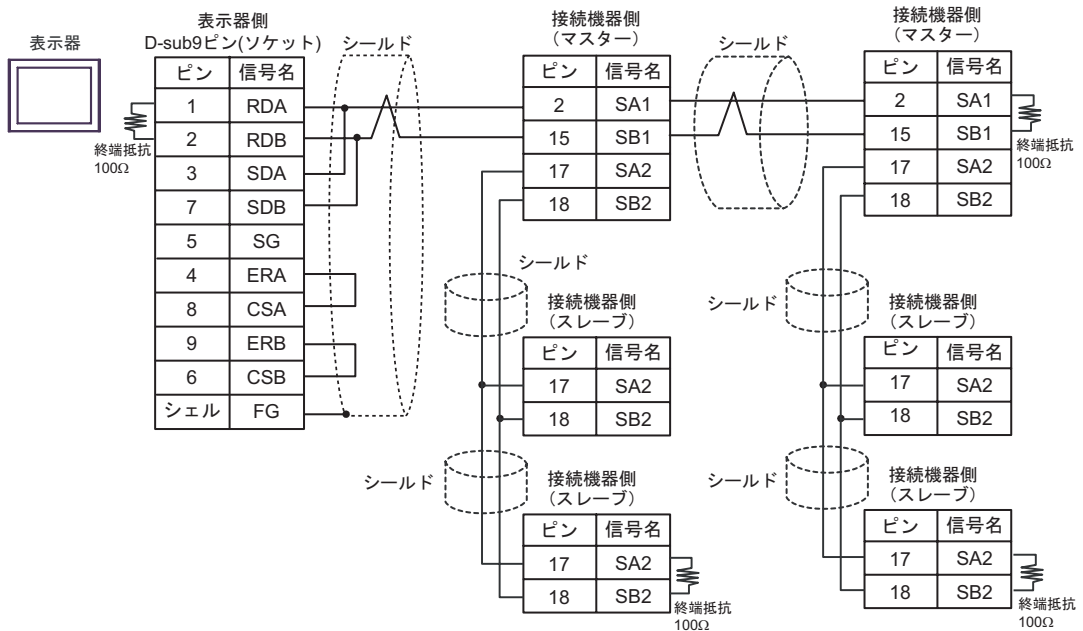 表示器
表示器側
D-sub9ピン(ソケット)
ピン 信号名
1 RDA
2 RDB
3 SDA
7 SDB
5 SG
4 ERA
8 CSA
9 ERB
6 CSB
シェル FG
終端抵抗
100Ω
シールド
接続機器側
(マスター)
ピン 信号名
2 SA1
15 SB1
17 SA2
18 SB2
シールド
接続機器側
(マスター)
ピン 信号名
2 SA1
15 SB1
17 SA2
18 SB2
終端抵抗
100Ω
シールド
接続機器側
(スレーブ)
ピン 信号名
17 SA2
18 SB2
シールド
接続機器側
(スレーブ)
ピン 信号名
17 SA2
18 SB2
シールド
接続機器側
(スレーブ)
ピン 信号名
17 SA2
18 SB2
終端抵抗
100Ω
シールド
接続機器側
(スレーブ)
ピン 信号名
17 SA2
18 SB2
終端抵抗
100Ω